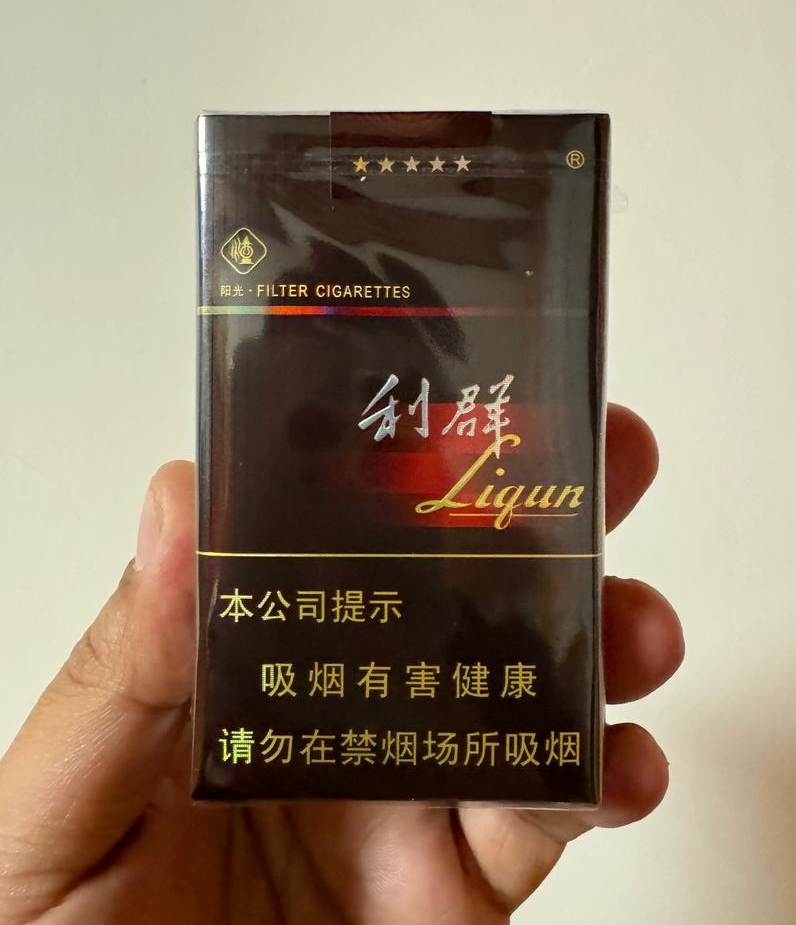 ®
阳光·FILTER CIGARETTES
利群
Liqun
本公司提示
吸烟有害健康
请勿在禁烟场所吸烟